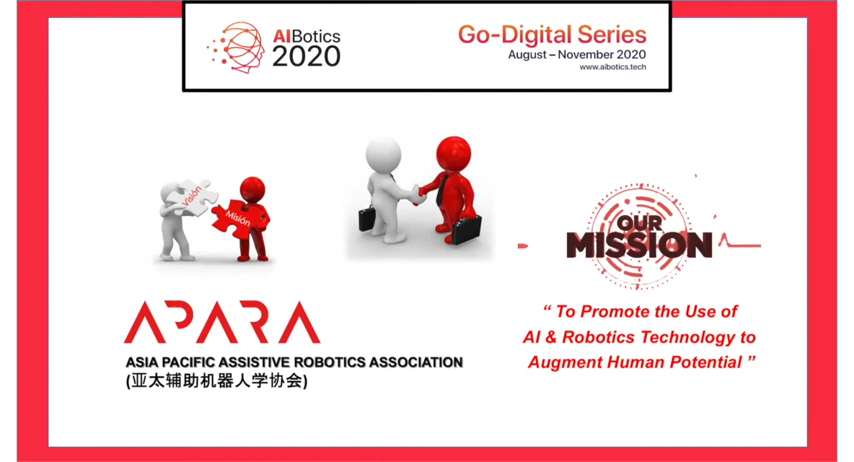 AIBotics
2020
Go-Digital Series
August – November 2020
www.aibotics.tech
Visión
Misión
OUR
MISSION
APARA
ASIA PACIFIC ASSISTIVE ROBOTICS ASSOCIATION
(亚太辅助机器人学协会)
“ To Promote the Use of
AI & Robotics Technology to
Augment Human Potential ”